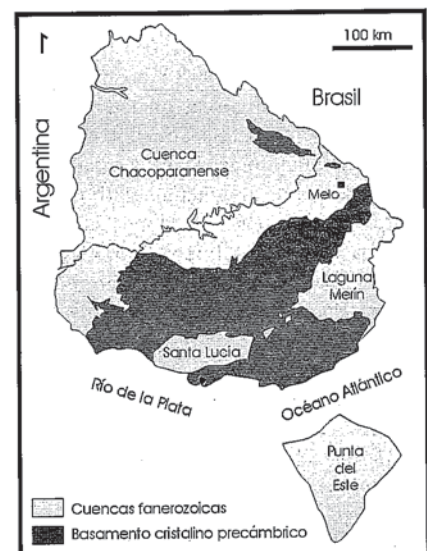 100 km
Brasil
Argentina
Cuenca
Chacoparanense
Melo
Laguna
Merín
Santa Lucía
Río de la Plata
Océano Atlántico
Punta
del
Este
Cuencas fanerozoicas
Basamento cristalino precámbrico